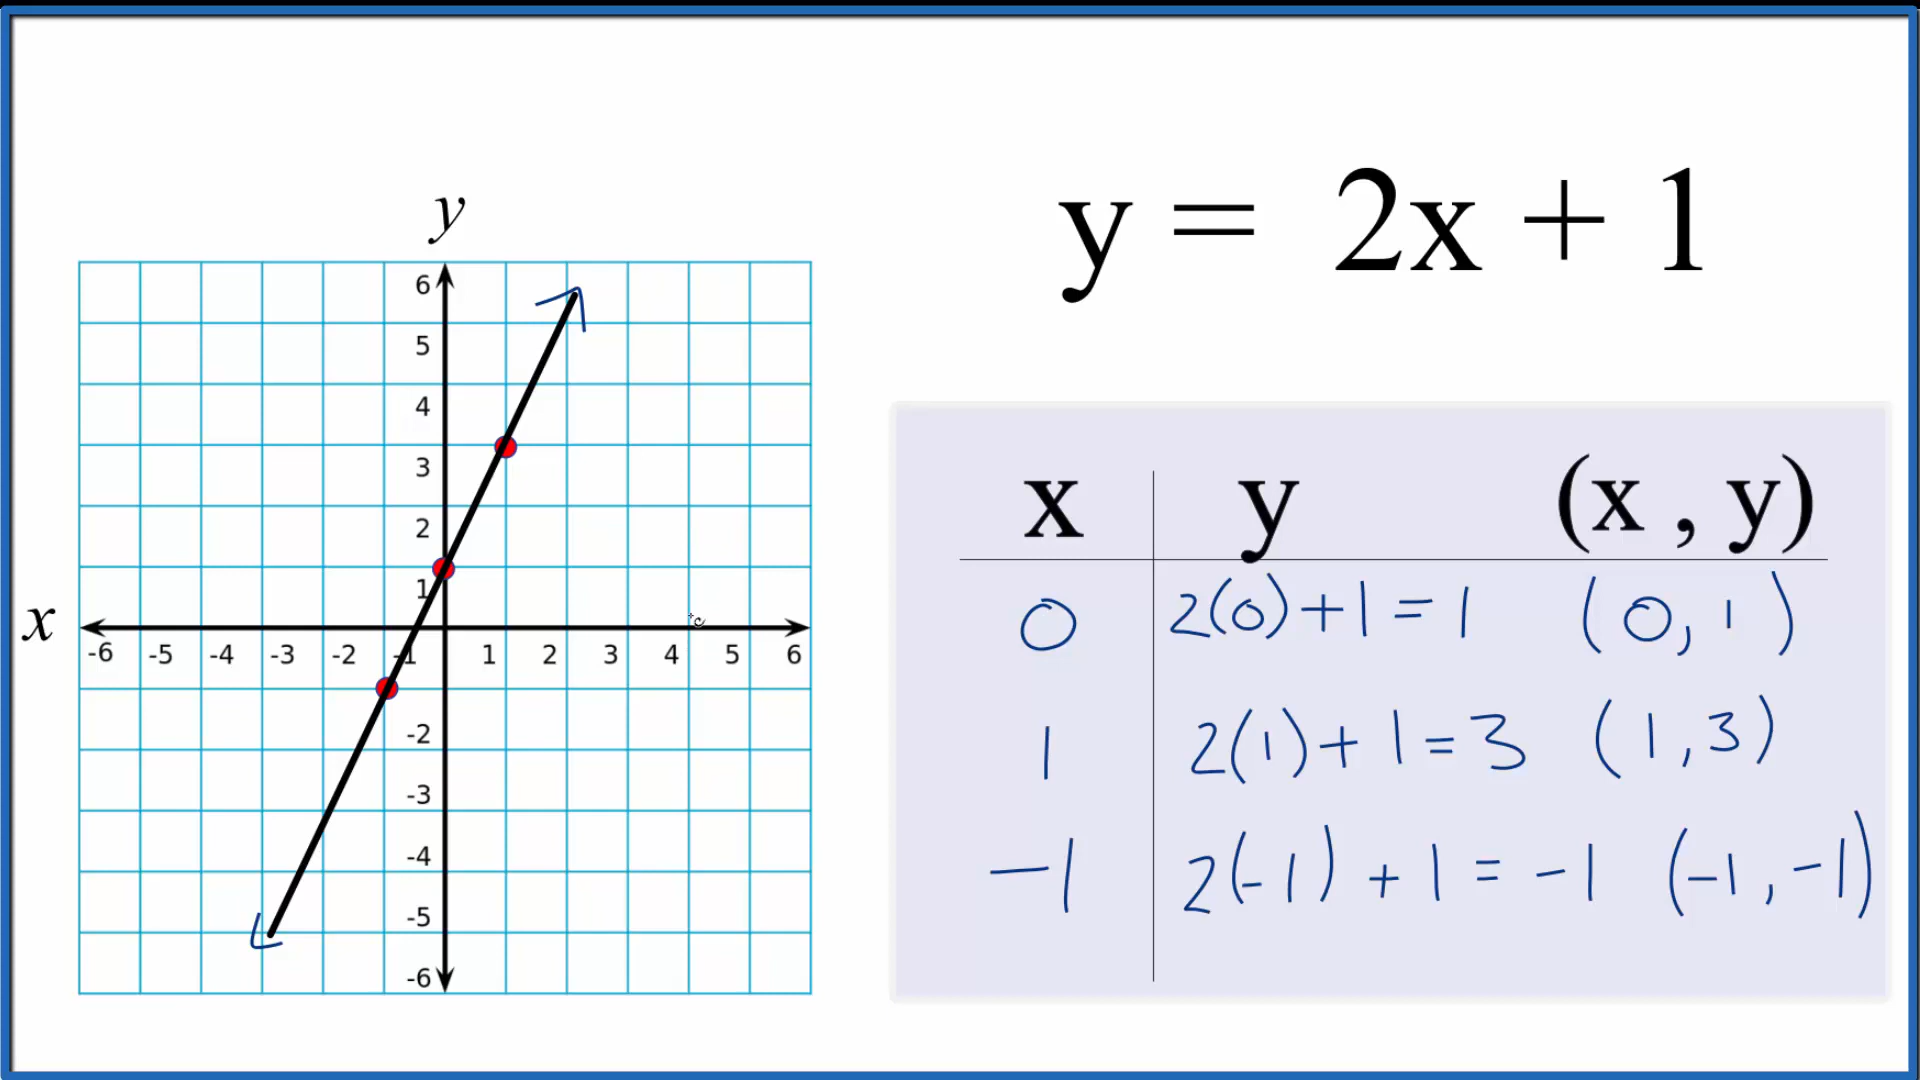 y = 2x + 1
y
6
5
4
3
2
1
x
-6 -5 -4 -3 -2 -1 1 2 3 4 5 6
-2
-3
-4
-5
-6
x y (x , y)
0 2(0)+1=1 (0,1)
1 2(1)+1=3 (1,3)
-1 2(-1)+1=-1 (-1,-1)